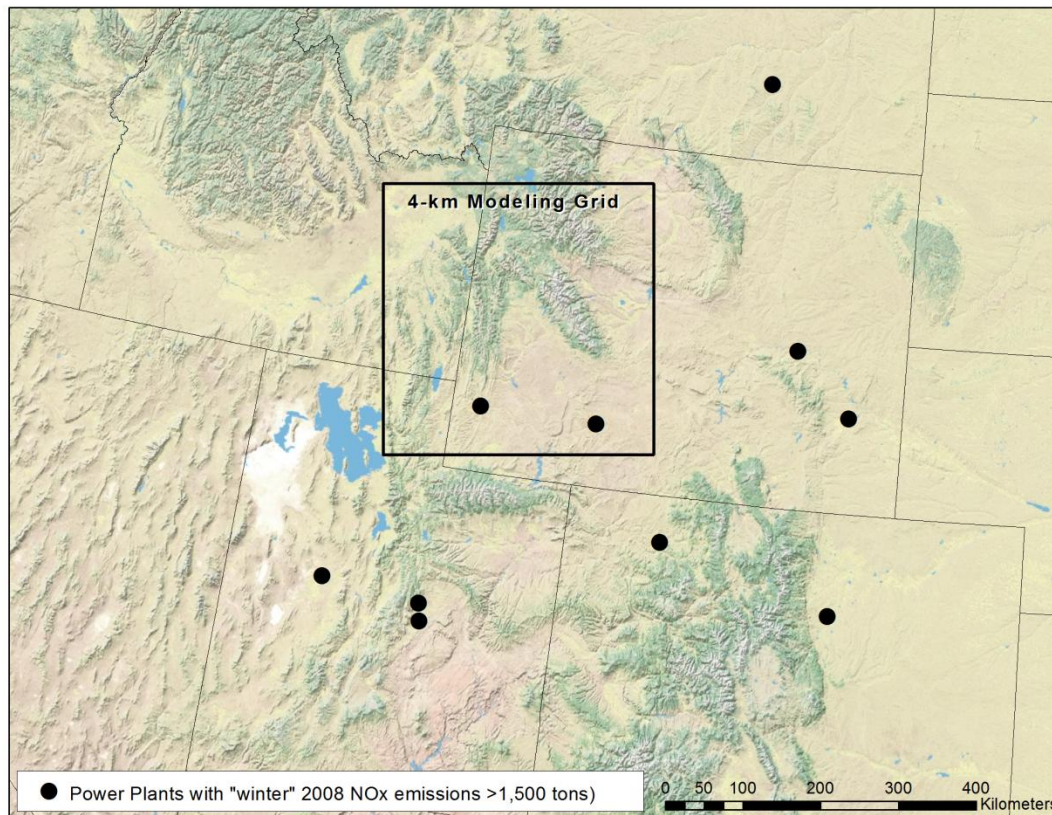 4-km Modeling Grid
Power Plants with "winter" 2008 NOx emissions >1,500 tons)
0 50 100 200 300 400
Kilometers